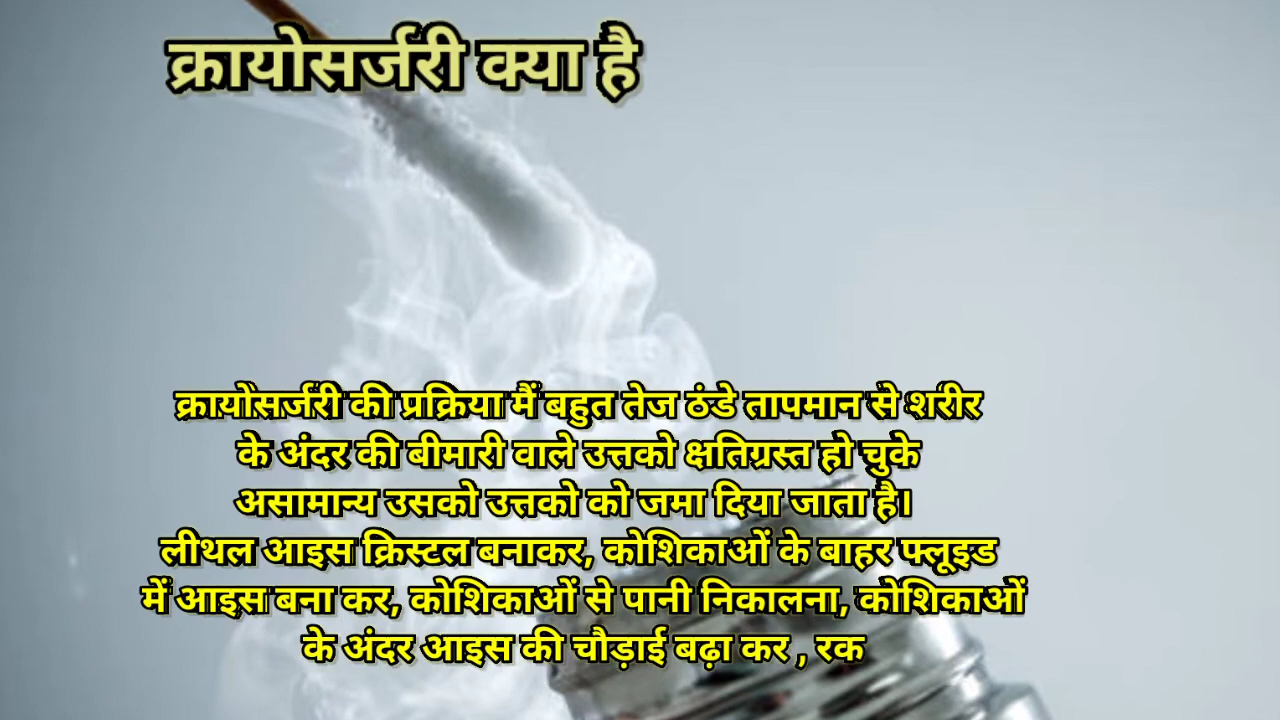 क्रायोसर्जरी क्या है
क्रायोसर्जरी की प्रक्रिया मैं बहुत तेज ठंडे तापमान से शरीर
के अंदर की बीमारी वाले उत्तको क्षतिग्रस्त हो चुके
असामान्य उसको उत्तको को जमा दिया जाता है।
लीथल आइस क्रिस्टल बनाकर, कोशिकाओं के बाहर फ्लूइड
में आइस बना कर, कोशिकाओं से पानी निकालना, कोशिकाओं
के अंदर आइस की चौड़ाई बढ़ा कर , रक